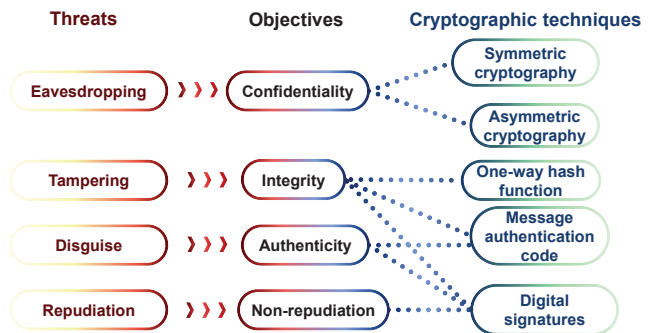 Threats
Objectives
Cryptographic techniques
Eavesdropping
Confidentiality
Symmetric
cryptography
Asymmetric
cryptography
Tampering
Integrity
One-way hash
function
Disguise
Authenticity
Message
authentication
code
Repudiation
Non-repudiation
Digital
signatures